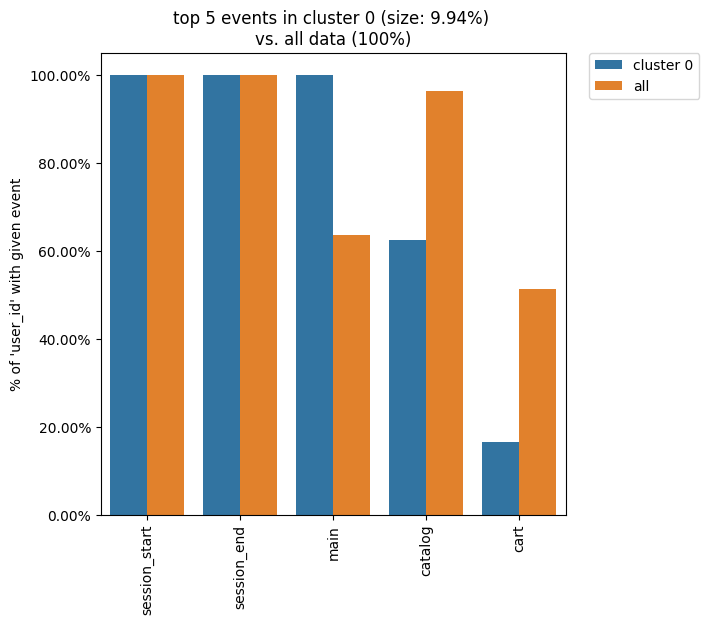 top 5 events in cluster 0 (size: 9.94%)
vs. all data (100%)
cluster 0
all
% of 'user_id' with given event
100.00%
80.00%
60.00%
40.00%
20.00%
0.00%
session_start
session_end
main
catalog
cart